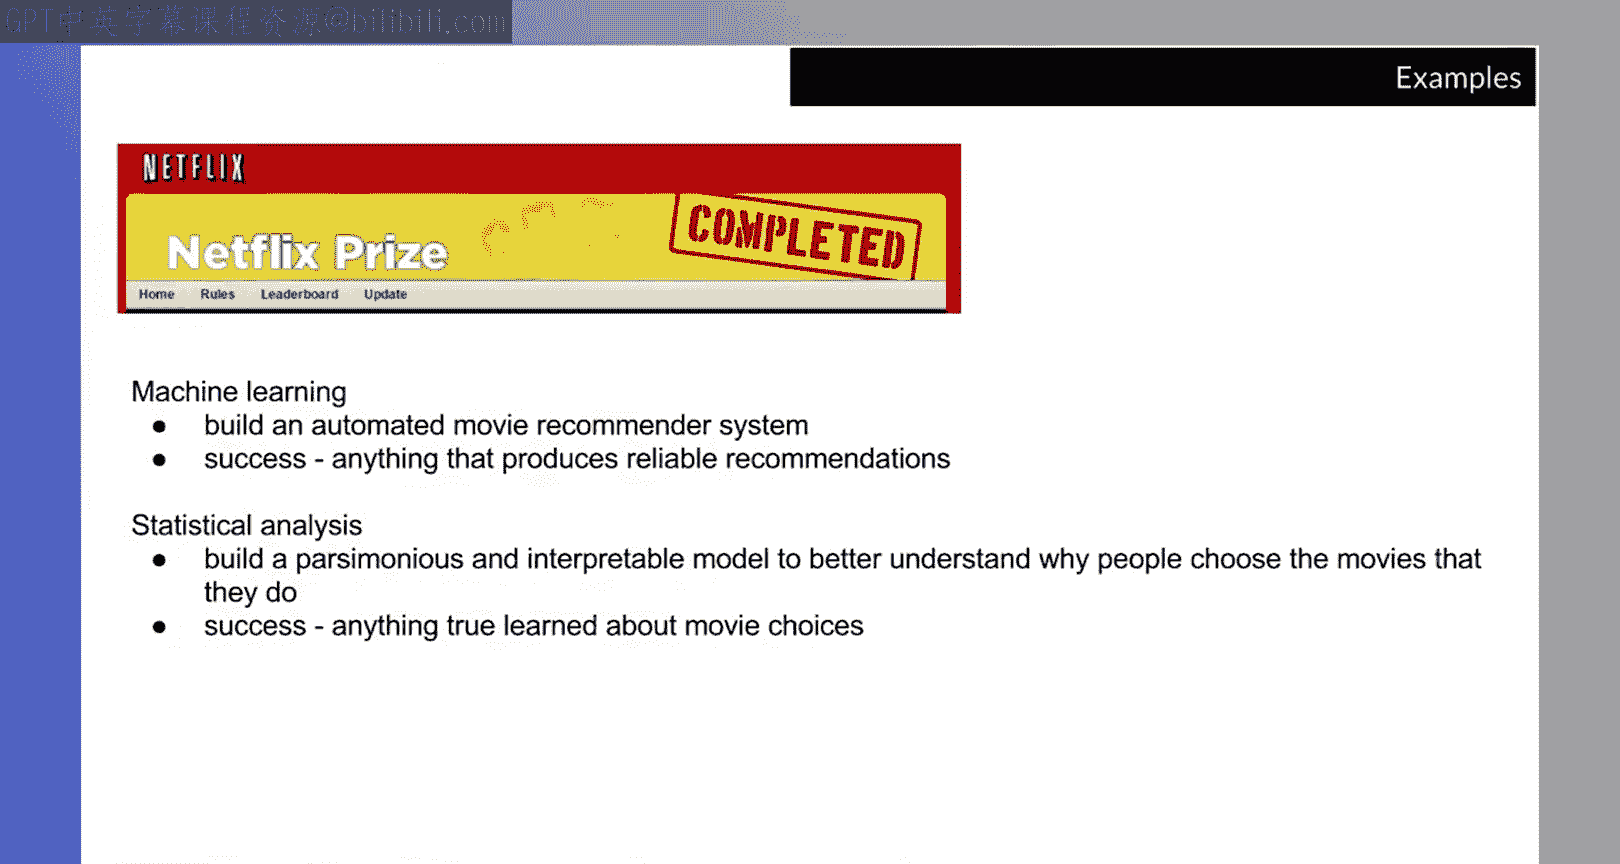 GPT中英字幕课程资源@bilibili.com
Examples
NETFLIX
Netflix Prize
COMPLETED
Home Rules Leaderboard Update
Machine learning
● build an automated movie recommender system
● success - anything that produces reliable recommendations
Statistical analysis
● build a parsimonious and interpretable model to better understand why people choose the movies that
they do
● success - anything true learned about movie choices